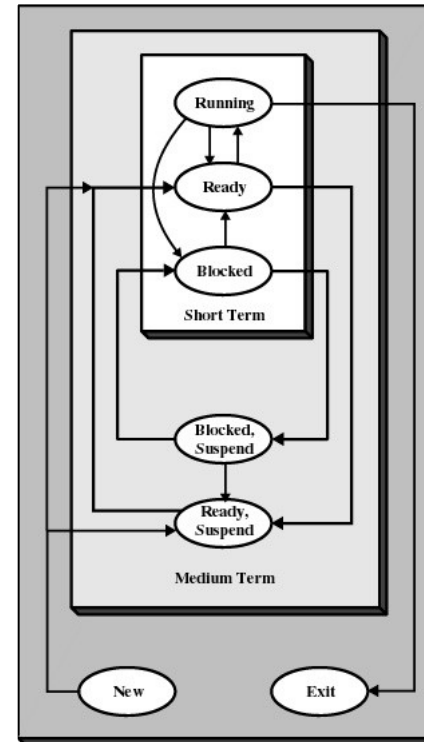 Running
Ready
Blocked
Short Term
Blocked,
Suspend
Ready,
Suspend
Medium Term
New
Exit